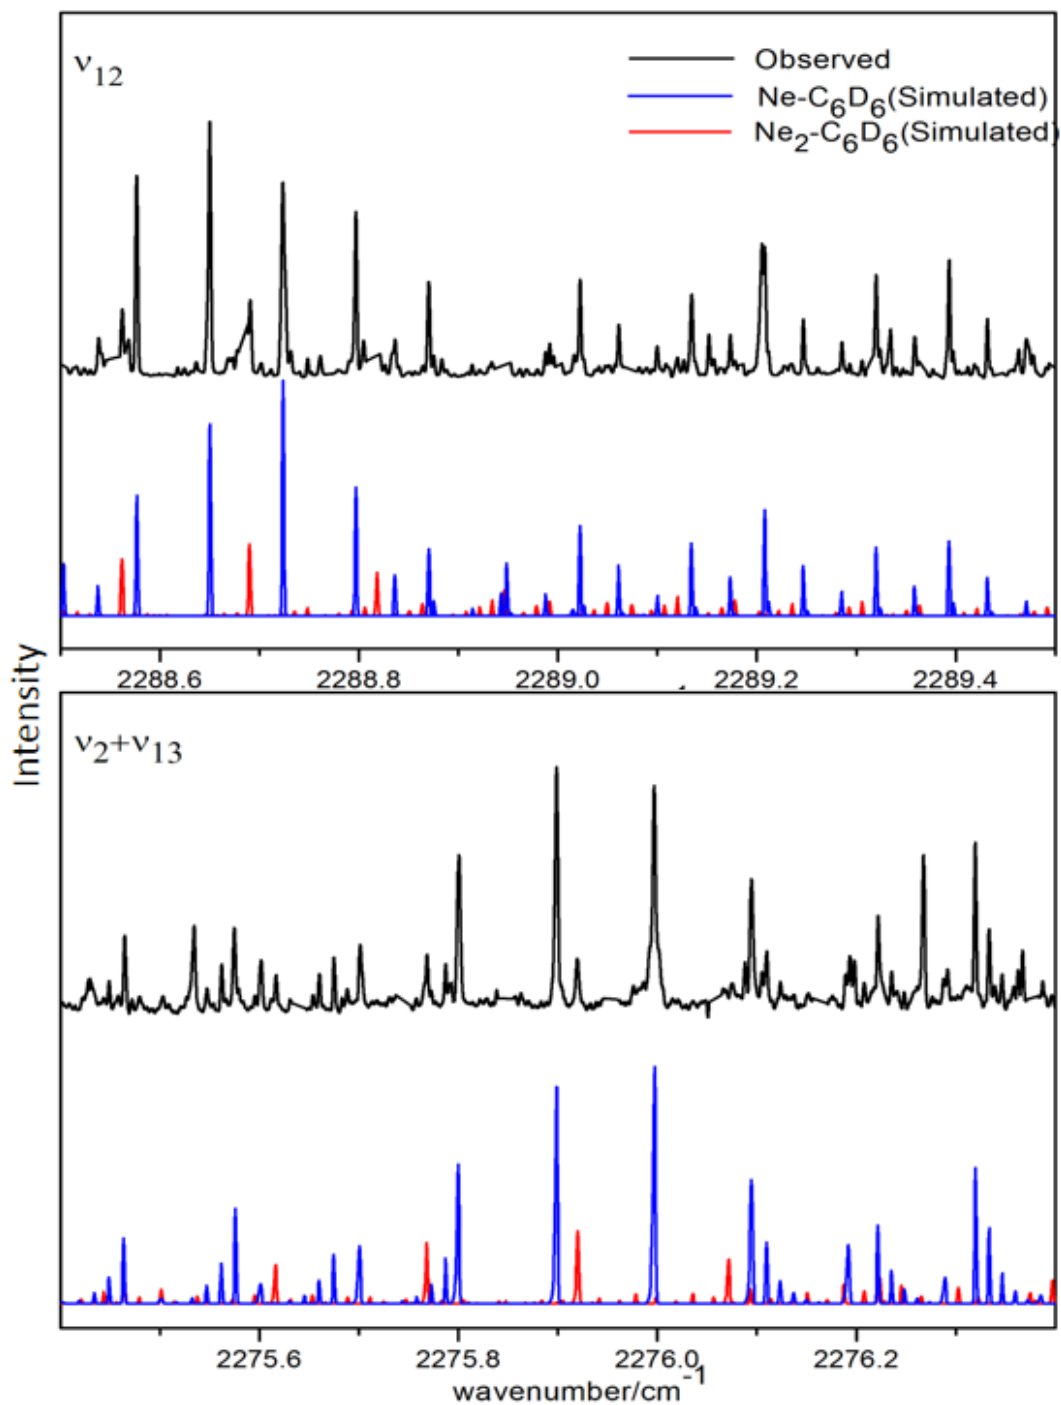 ν12
Observed
Ne-C6D6(Simulated)
Ne2-C6D6(Simulated)
2288.6 2288.8 2289.0 2289.2 2289.4
Intensity
ν2+ν13
2275.6 2275.8 2276.0 2276.2
wavenumber/cm-1